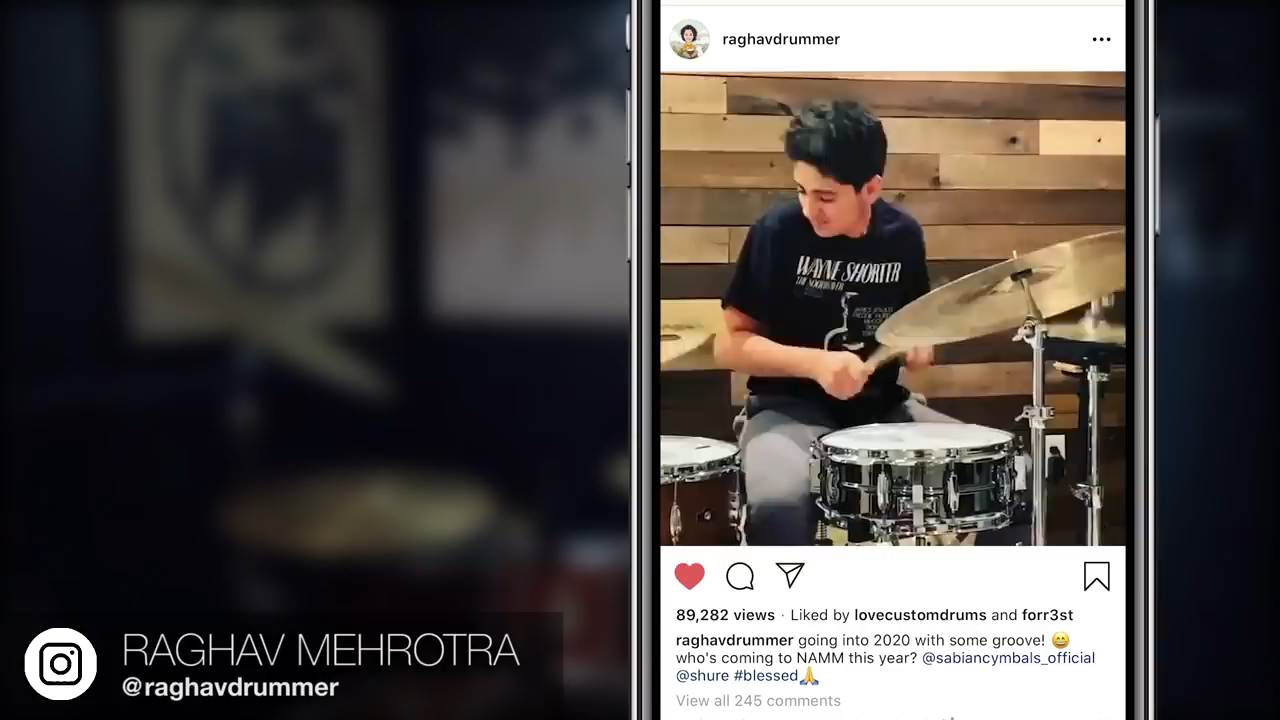 raghavdrummer
WAYNE SHORTER
89,282 views · Liked by lovecustomdrums and forr3st
raghavdrummer going into 2020 with some groove! 😄
who's coming to NAMM this year? @sabiancymbals_official
@shure #blessed🙏
View all 245 comments
RAGHAV MEHROTRA
@raghavdrummer